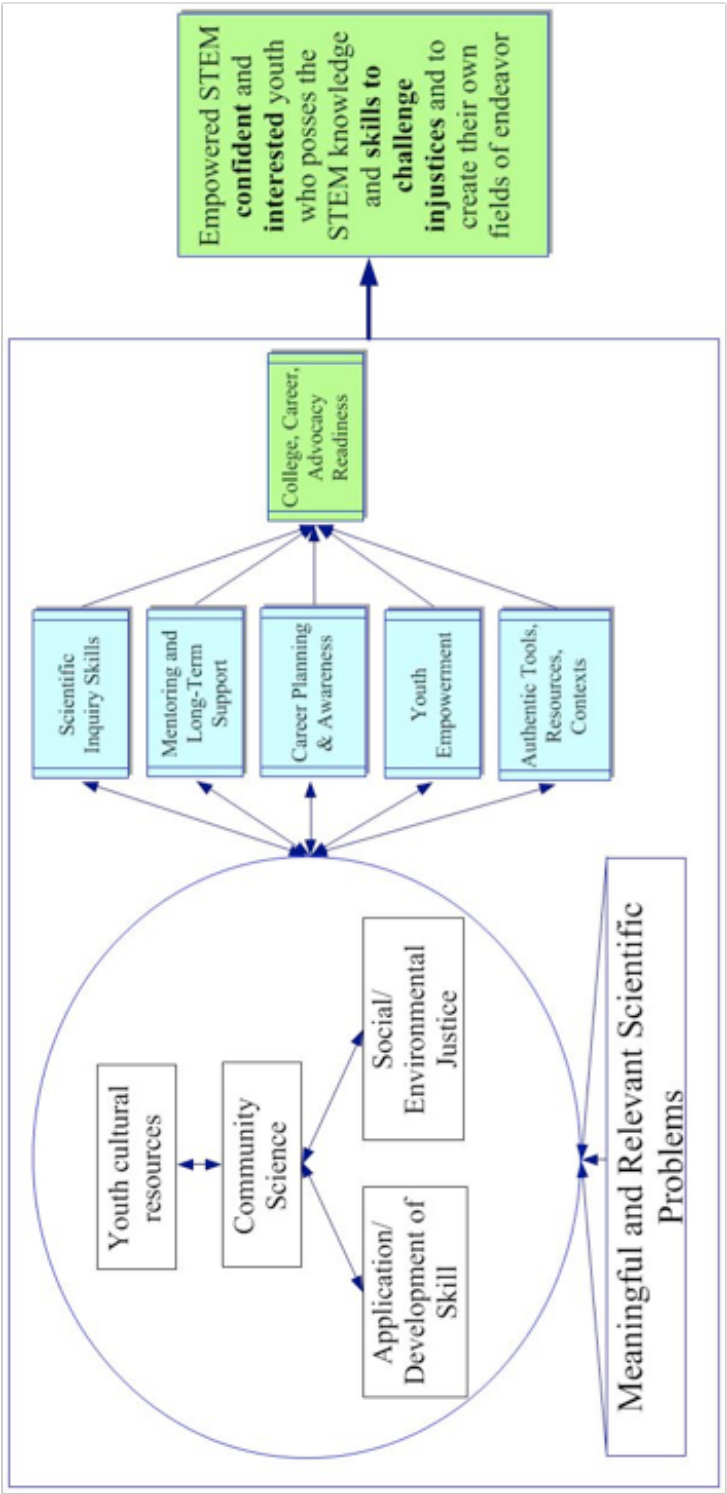 Youth cultural
resources
Community
Science
Application/
Development of
Skill
Social/
Environmental
Justice
Meaningful and Relevant Scientific
Problems
Scientific
Inquiry Skills
Mentoring and
Long-Term
Support
Career Planning
& Awareness
Youth
Empowerment
Authentic Tools,
Resources,
Contexts
College, Career,
Advocacy
Readiness
Empowered STEM
confident and
interested youth
who posses the
STEM knowledge
and skills to
challenge
injustices and to
create their own
fields of endeavor